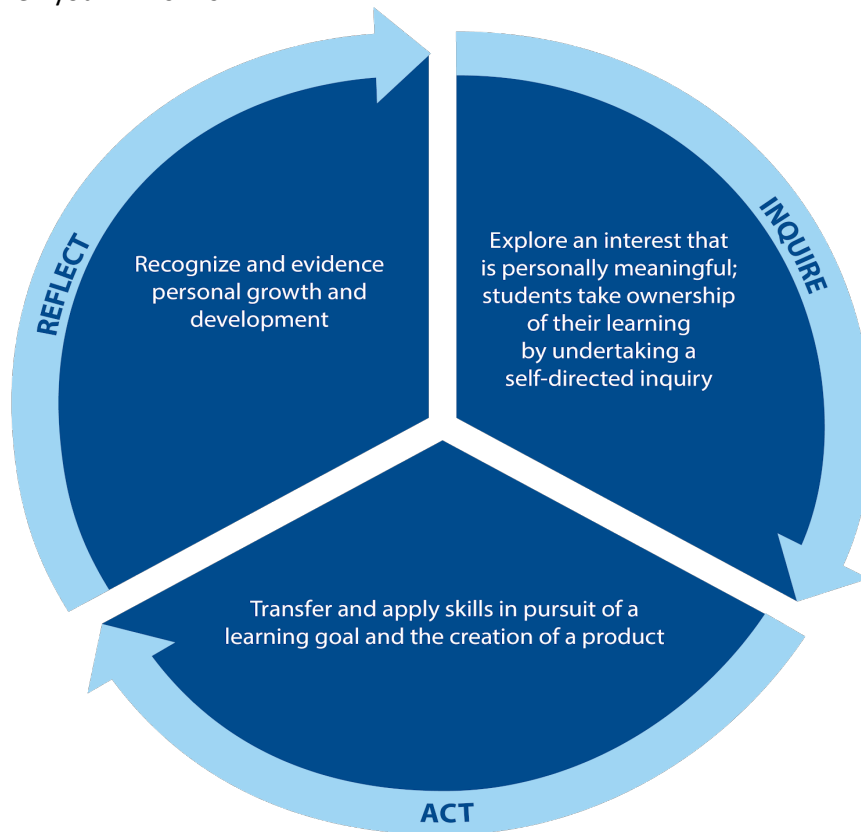 REFLECT
Recognize and evidence
personal growth and
development
INQUIRE
Explore an interest that
is personally meaningful;
students take ownership
of their learning
by undertaking a
self-directed inquiry
Transfer and apply skills in pursuit of a
learning goal and the creation of a product
ACT